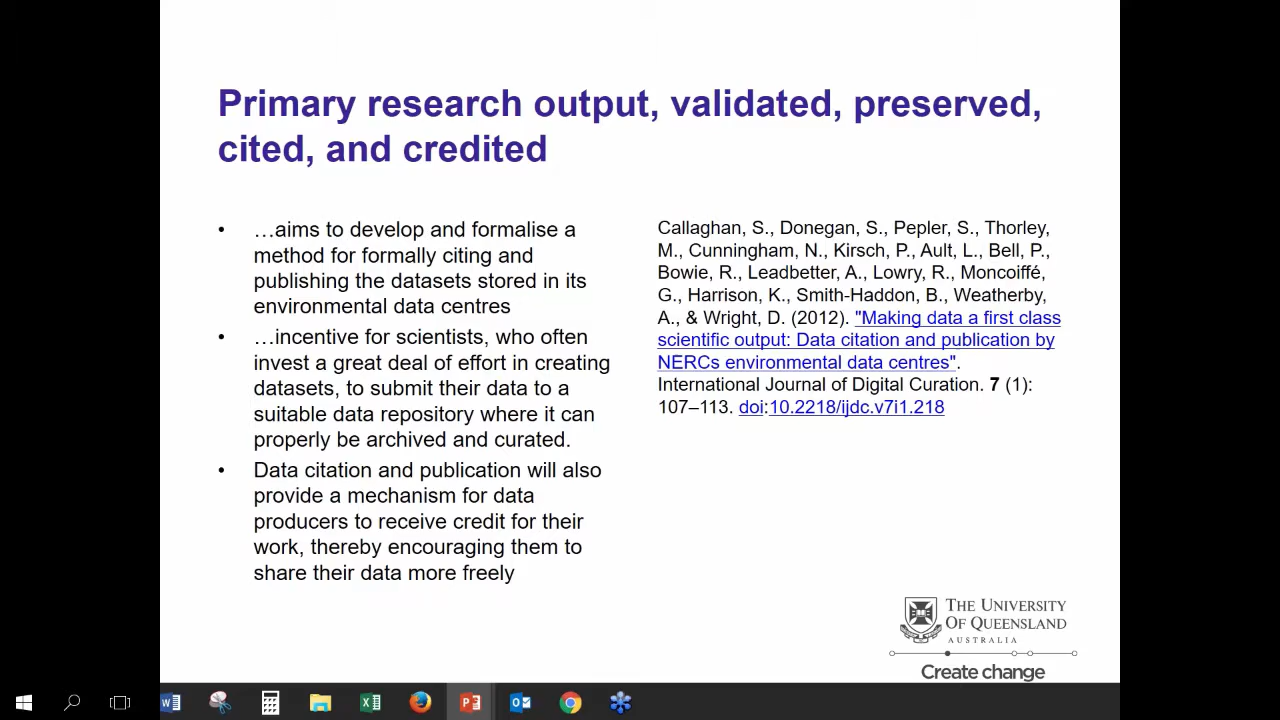 Primary research output, validated, preserved,
cited, and credited
• …aims to develop and formalise a
method for formally citing and
publishing the datasets stored in its
environmental data centres
• …incentive for scientists, who often
invest a great deal of effort in creating
datasets, to submit their data to a
suitable data repository where it can
properly be archived and curated.
• Data citation and publication will also
provide a mechanism for data
producers to receive credit for their
work, thereby encouraging them to
share their data more freely
Callaghan, S., Donegan, S., Pepler, S., Thorley,
M., Cunningham, N., Kirsch, P., Ault, L., Bell, P.,
Bowie, R., Leadbetter, A., Lowry, R., Moncoiffé,
G., Harrison, K., Smith-Haddon, B., Weatherby,
A., & Wright, D. (2012). "Making data a first class
scientific output: Data citation and publication by
NERCs environmental data centres".
International Journal of Digital Curation. 7 (1):
107–113. doi:10.2218/ijdc.v7i1.218
THE UNIVERSITY
OF QUEENSLAND
AUSTRALIA
Create change